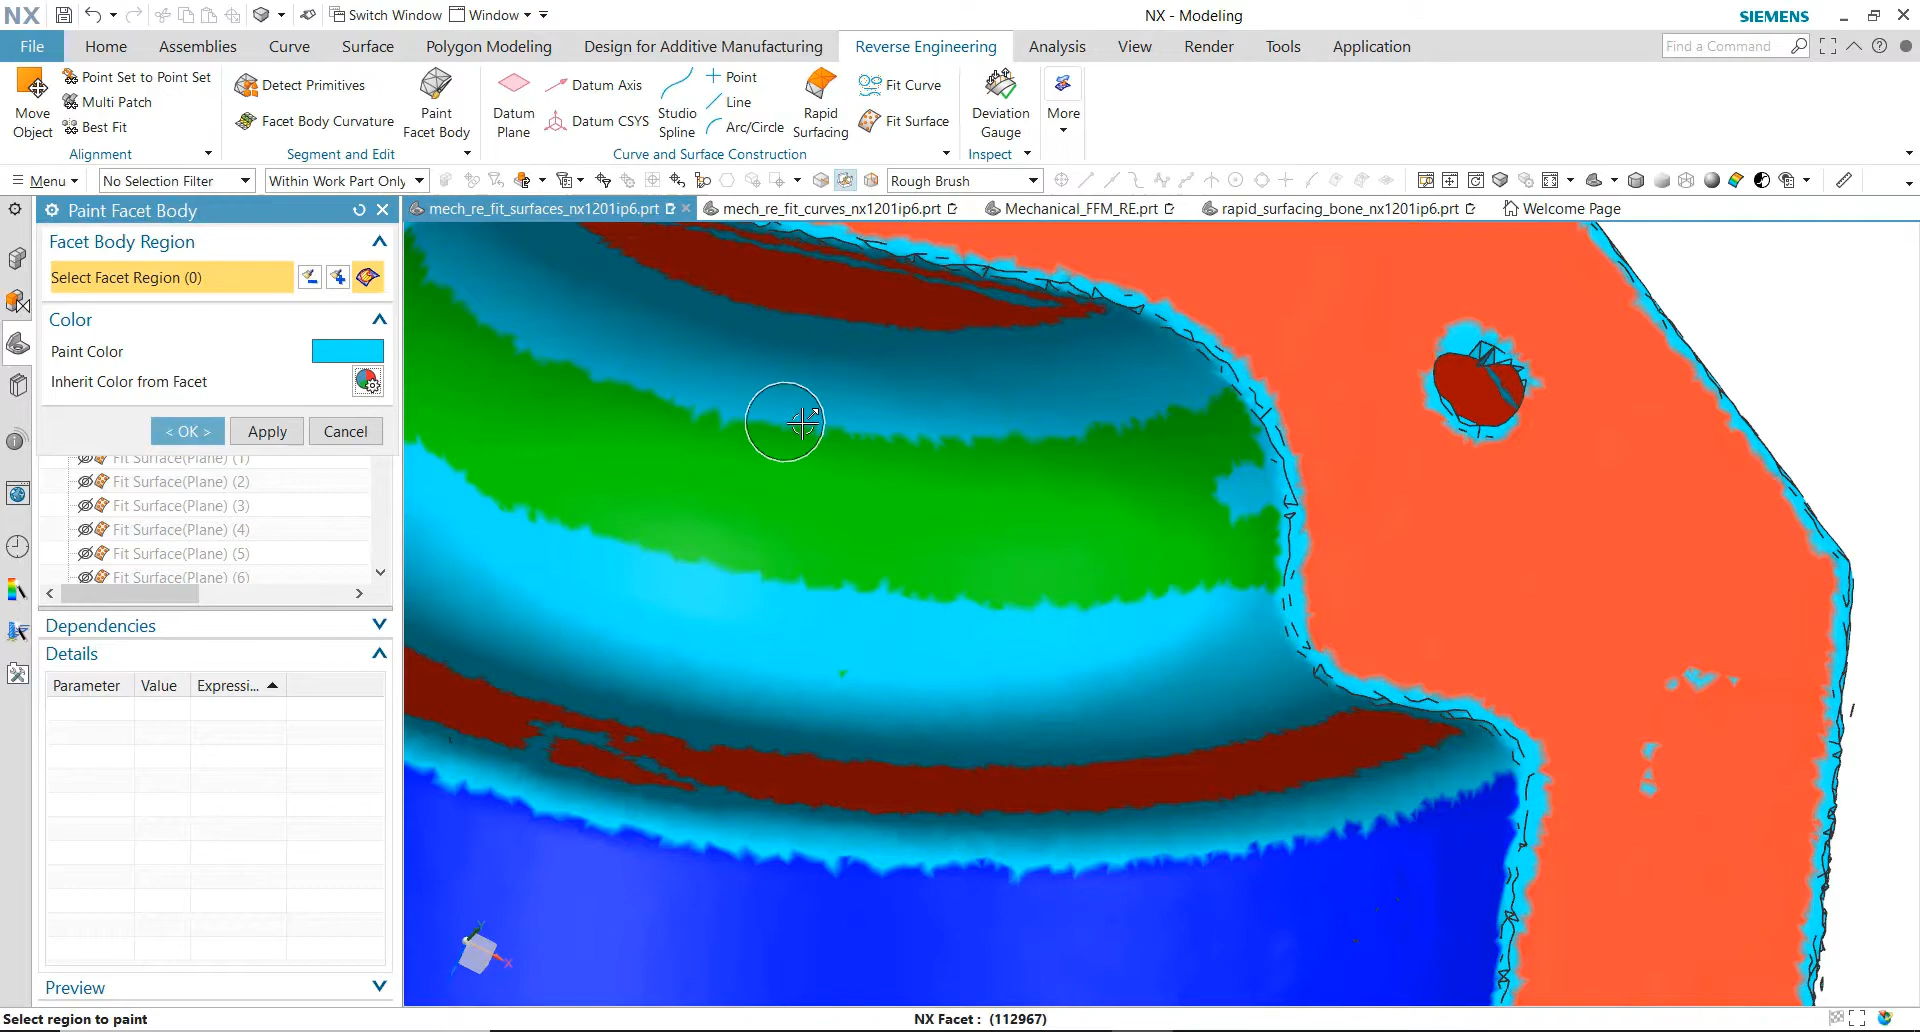 NX
Switch Window
Window
NX - Modeling
SIEMENS
File
Home
Assemblies
Curve
Surface
Polygon Modeling
Design for Additive Manufacturing
Reverse Engineering
Analysis
View
Render
Tools
Application
Find a Command
Move
Object
Point Set to Point Set
Multi Patch
Best Fit
Alignment
Detect Primitives
Facet Body Curvature
Paint
Facet Body
Segment and Edit
Datum
Plane
Datum Axis
Datum CSYS
Studio
Spline
Point
Line
Arc/Circle
Rapid
Surfacing
Fit Curve
Fit Surface
Curve and Surface Construction
Deviation
Gauge
Inspect
More
Menu
No Selection Filter
Within Work Part Only
Rough Brush
Paint Facet Body
mech_re_fit_surfaces_nx1201ip6.prt
mech_re_fit_curves_nx1201ip6.prt
Mechanical_FFM_RE.prt
rapid_surfacing_bone_nx1201ip6.prt
Welcome Page
Facet Body Region
Select Facet Region (0)
Color
Paint Color
Inherit Color from Facet
< OK >
Apply
Cancel
Fit Surface(Plane) (1)
Fit Surface(Plane) (2)
Fit Surface(Plane) (3)
Fit Surface(Plane) (4)
Fit Surface(Plane) (5)
Fit Surface(Plane) (6)
Dependencies
Details
Parameter
Value
Expressi...
Y
X
Preview
Select region to paint
NX Facet : (112967)